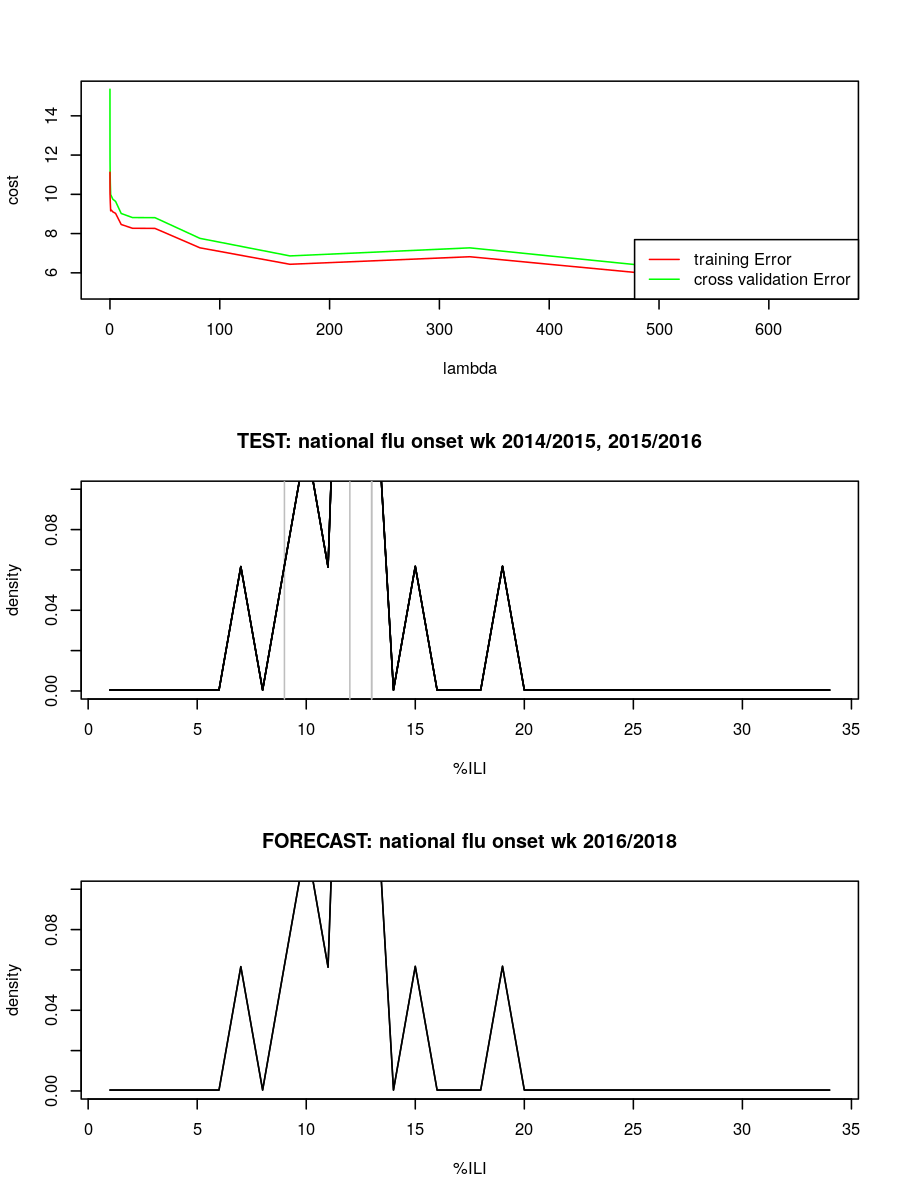 cost
14
12
10
8
6
training Error
cross validation Error
0 100 200 300 400 500 600
lambda
TEST: national flu onset wk 2014/2015, 2015/2016
density
0.08
0.04
0.00
0 5 10 15 20 25 30 35
%ILI
FORECAST: national flu onset wk 2016/2018
density
0.08
0.04
0.00
0 5 10 15 20 25 30 35
%ILI